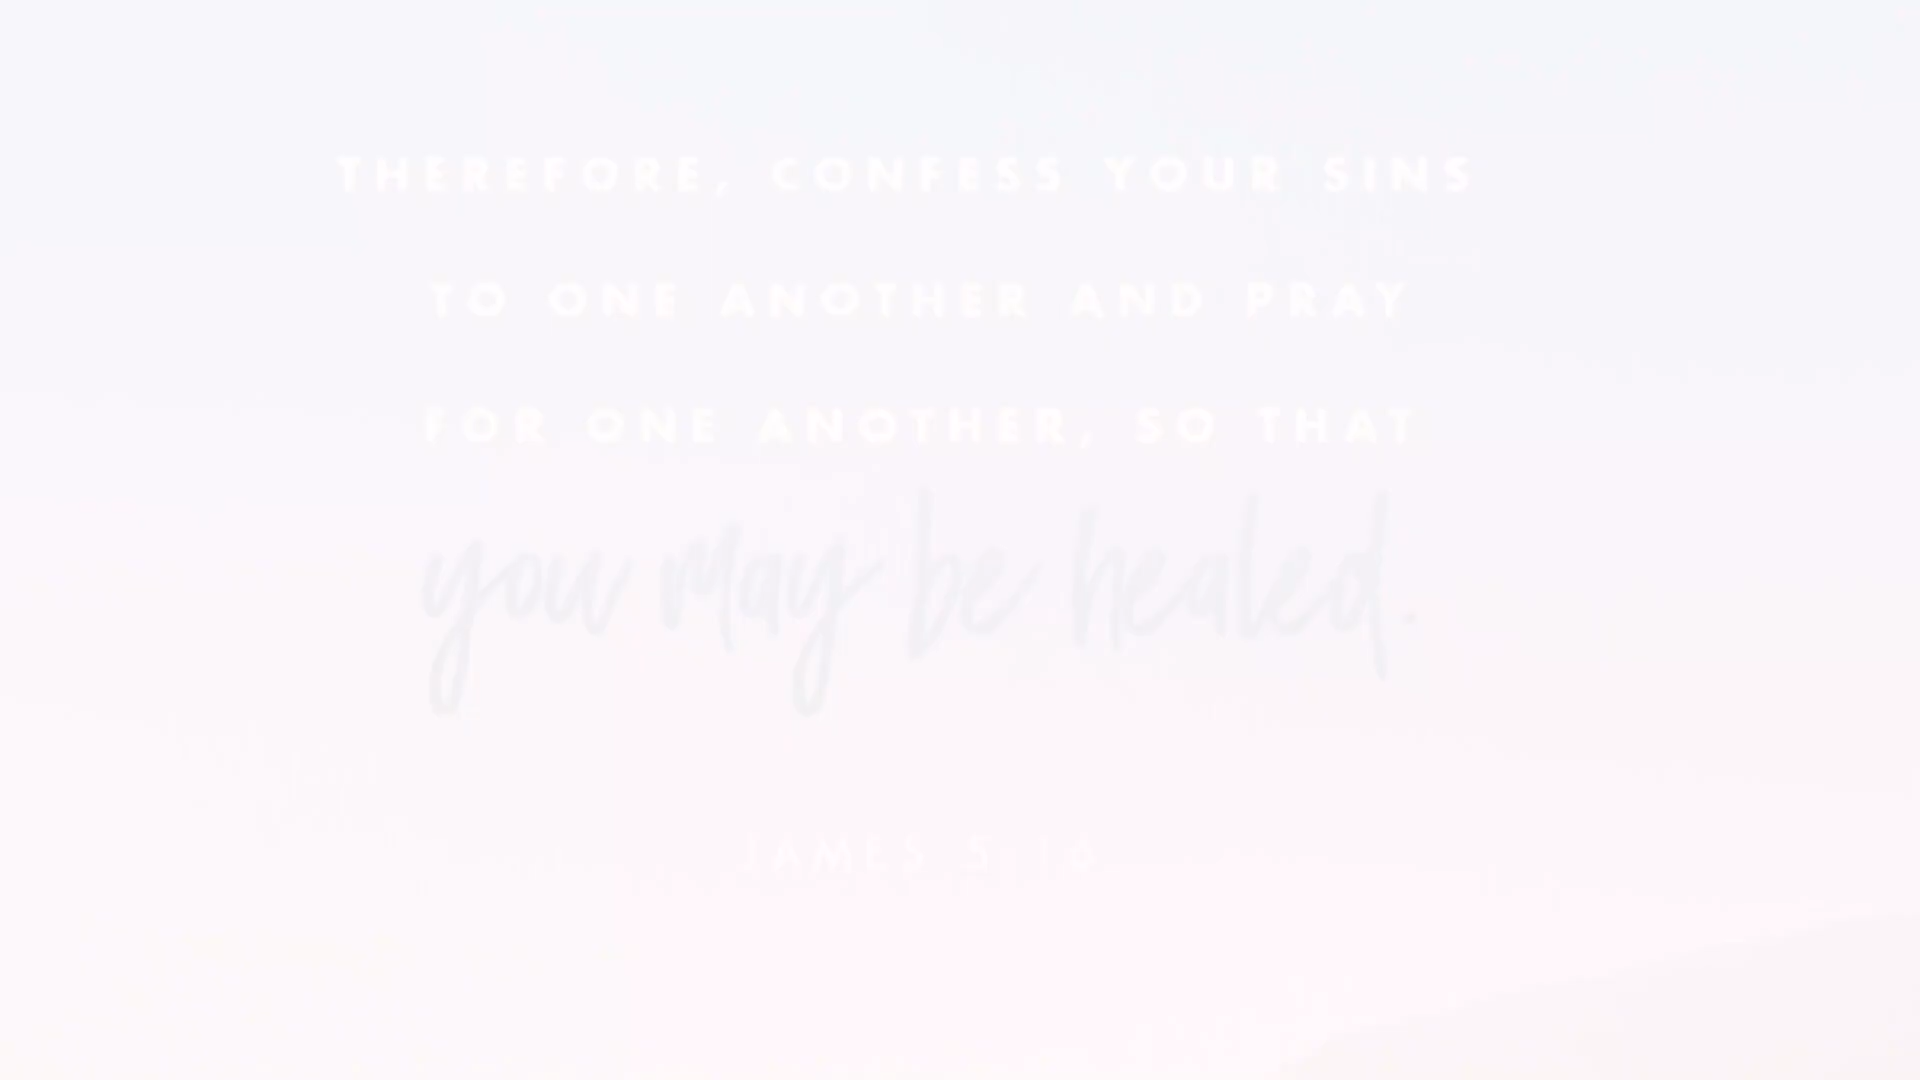 THEREFORE, CONFESS YOUR SINS
TO ONE ANOTHER AND PRAY
FOR ONE ANOTHER, SO THAT
you may be healed.
JAMES 5:16